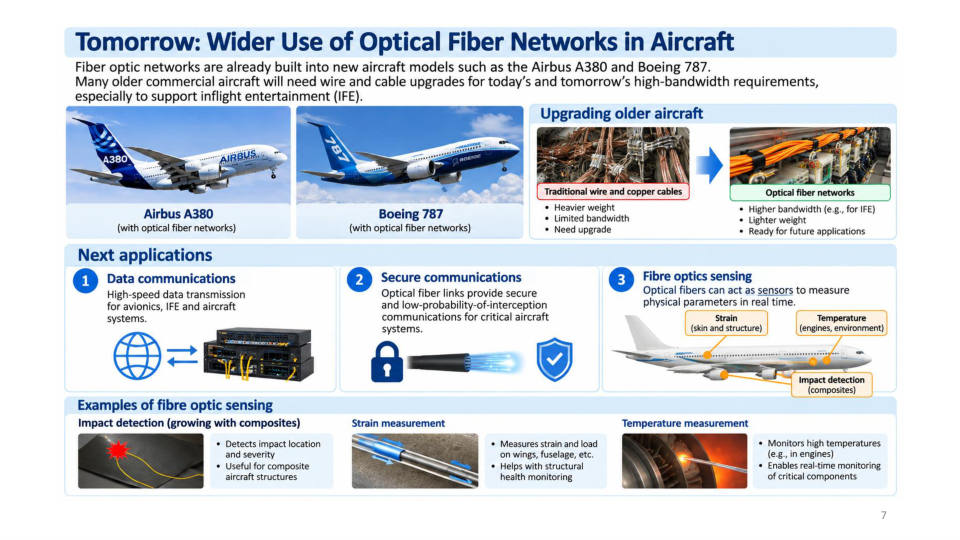 Tomorrow: Wider Use of Optical Fiber Networks in Aircraft
Fiber optic networks are already built into new aircraft models such as the Airbus A380 and Boeing 787.
Many older commercial aircraft will need wire and cable upgrades for today's and tomorrow's high-bandwidth requirements,
especially to support inflight entertainment (IFE).
A380
AIRBUS
Airbus A380
(with optical fiber networks)
787
BOEING
Boeing 787
(with optical fiber networks)
Upgrading older aircraft
Traditional wire and copper cables
• Heavier weight
• Limited bandwidth
• Need upgrade
Optical fiber networks
• Higher bandwidth (e.g., for IFE)
• Lighter weight
• Ready for future applications
Next applications
1
Data communications
High-speed data transmission
for avionics, IFE and aircraft
systems.
2
Secure communications
Optical fiber links provide secure
and low-probability-of-interception
communications for critical aircraft
systems.
3
Fibre optics sensing
Optical fibers can act as sensors to measure
physical parameters in real time.
Strain
(skin and structure)
Temperature
(engines, environment)
Impact detection
(composites)
Examples of fibre optic sensing
Impact detection (growing with composites)
• Detects impact location
and severity
• Useful for composite
aircraft structures
Strain measurement
• Measures strain and load
on wings, fuselage, etc.
• Helps with structural
health monitoring
Temperature measurement
• Monitors high temperatures
(e.g., in engines)
• Enables real-time monitoring
of critical components
7